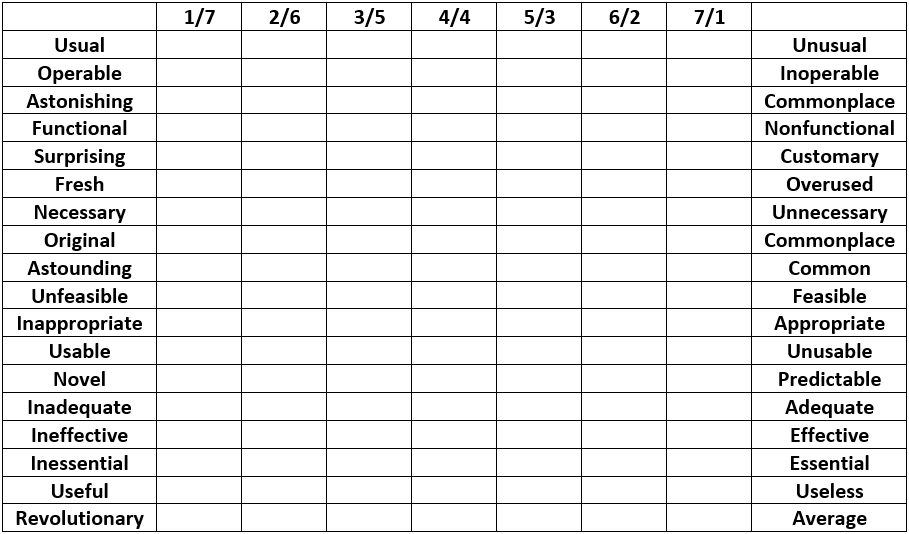 1/7 2/6 3/5 4/4 5/3 6/2 7/1
Usual Unusual
Operable Inoperable
Astonishing Commonplace
Functional Nonfunctional
Surprising Customary
Fresh Overused
Necessary Unnecessary
Original Commonplace
Astounding Common
Unfeasible Feasible
Inappropriate Appropriate
Usable Unusable
Novel Predictable
Inadequate Adequate
Ineffective Effective
Inessential Essential
Useful Useless
Revolutionary Average